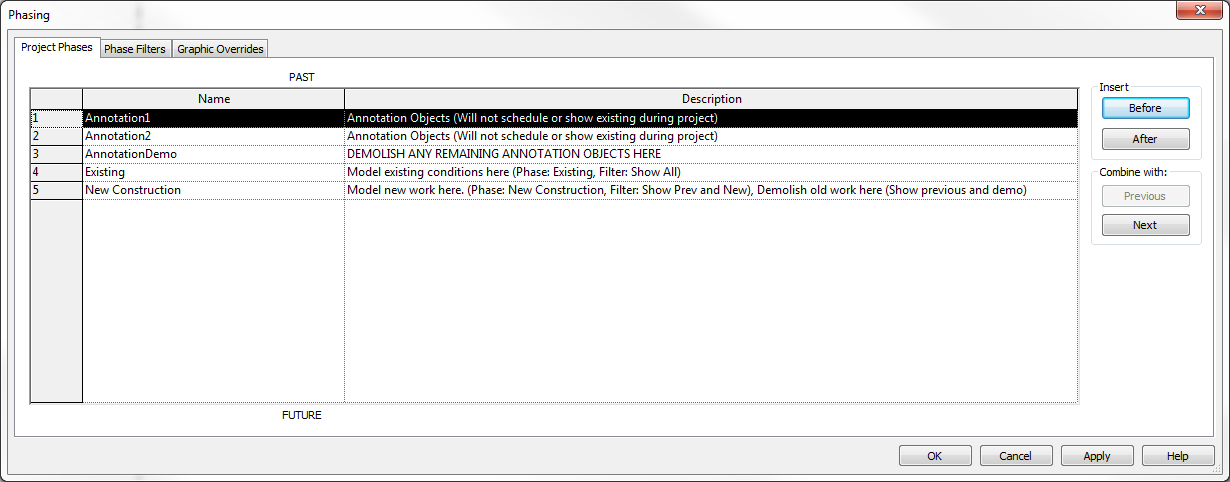 Phasing
Project Phases Phase Filters Graphic Overrides
PAST
Name Description
1 Annotation1 Annotation Objects (Will not schedule or show existing during project)
2 Annotation2 Annotation Objects (Will not schedule or show existing during project)
3 AnnotationDemo DEMOLISH ANY REMAINING ANNOTATION OBJECTS HERE
4 Existing Model existing conditions here (Phase: Existing, Filter: Show All)
5 New Construction Model new work here. (Phase: New Construction, Filter: Show Prev and New), Demolish old work here (Show previous and demo)
FUTURE
Insert
Before
After
Combine with:
Previous
Next
OK Cancel Apply Help